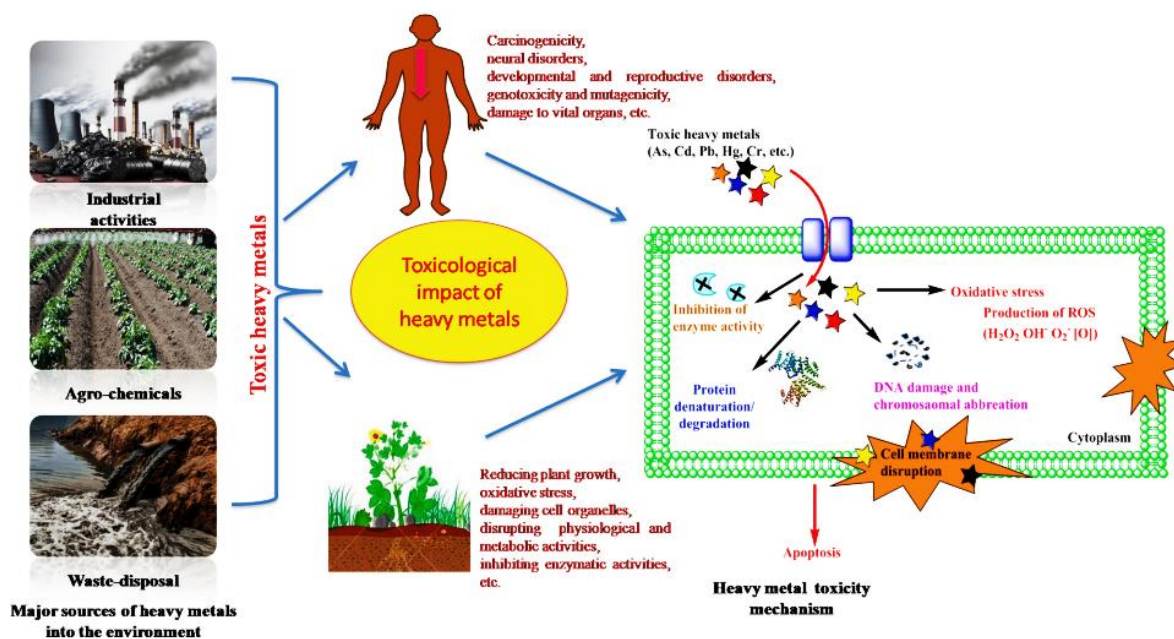 Industrial
activities
Agro-chemicals
Waste-disposal
Major sources of heavy metals
into the environment
Toxic heavy metals
Carcinogenicity,
neural disorders,
developmental and reproductive disorders,
genotoxicity and mutagenicity,
damage to vital organs, etc.
Toxicological
impact of
heavy metals
Reducing plant growth,
oxidative stress,
damaging cell organelles,
disrupting physiological and
metabolic activities,
inhibiting enzymatic activities,
etc.
Toxic heavy metals
(As, Cd, Pb, Hg, Cr, etc.)
Inhibition of
enzyme activity
Oxidative stress
Production of ROS
(H₂O₂ OH⁻ O₂⁻ [O])
Protein
denaturation/
degradation
DNA damage and
chromosaomal abbreation
Cytoplasm
Cell membrane
disruption
Apoptosis
Heavy metal toxicity
mechanism